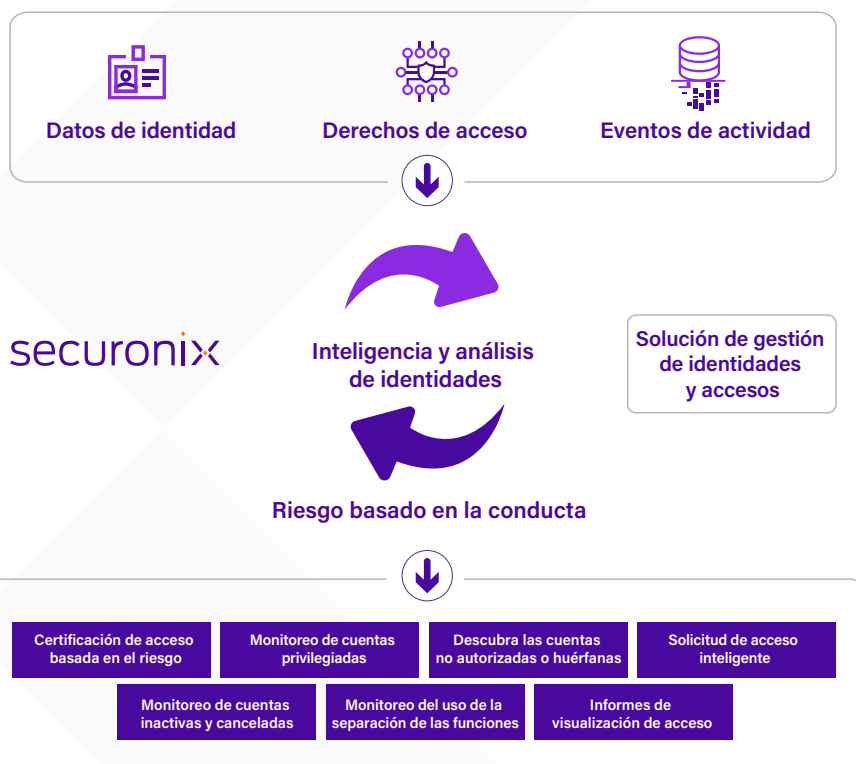 Datos de identidad
Derechos de acceso
Eventos de actividad
securonix
Inteligencia y análisis
de identidades
Solución de gestión
de identidades
y accesos
Riesgo basado en la conducta
Certificación de acceso
basada en el riesgo
Monitoreo de cuentas
privilegiadas
Descubra las cuentas
no autorizadas o huérfanas
Solicitud de acceso
inteligente
Monitoreo de cuentas
inactivas y canceladas
Monitoreo del uso de la
separación de las funciones
Informes de
visualización de acceso